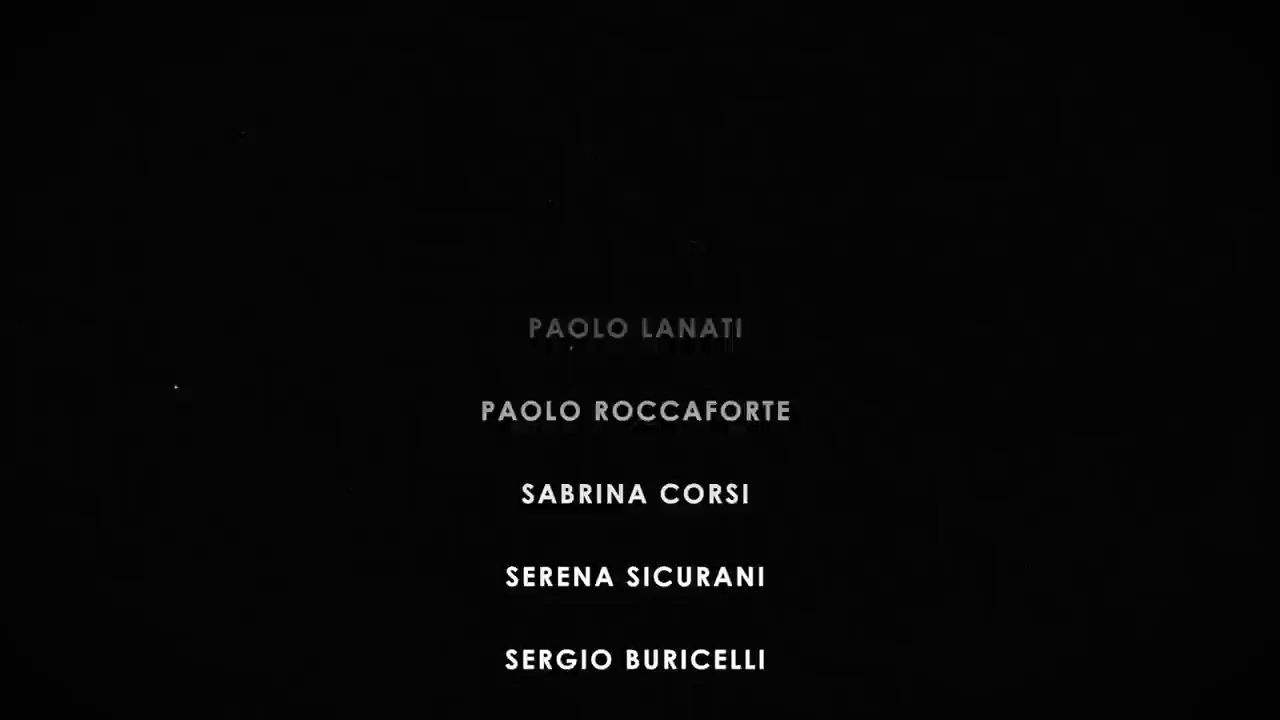 PAOLO LANATI
PAOLO ROCCAFORTE
SABRINA CORSI
SERENA SICURANI
SERGIO BURICELLI